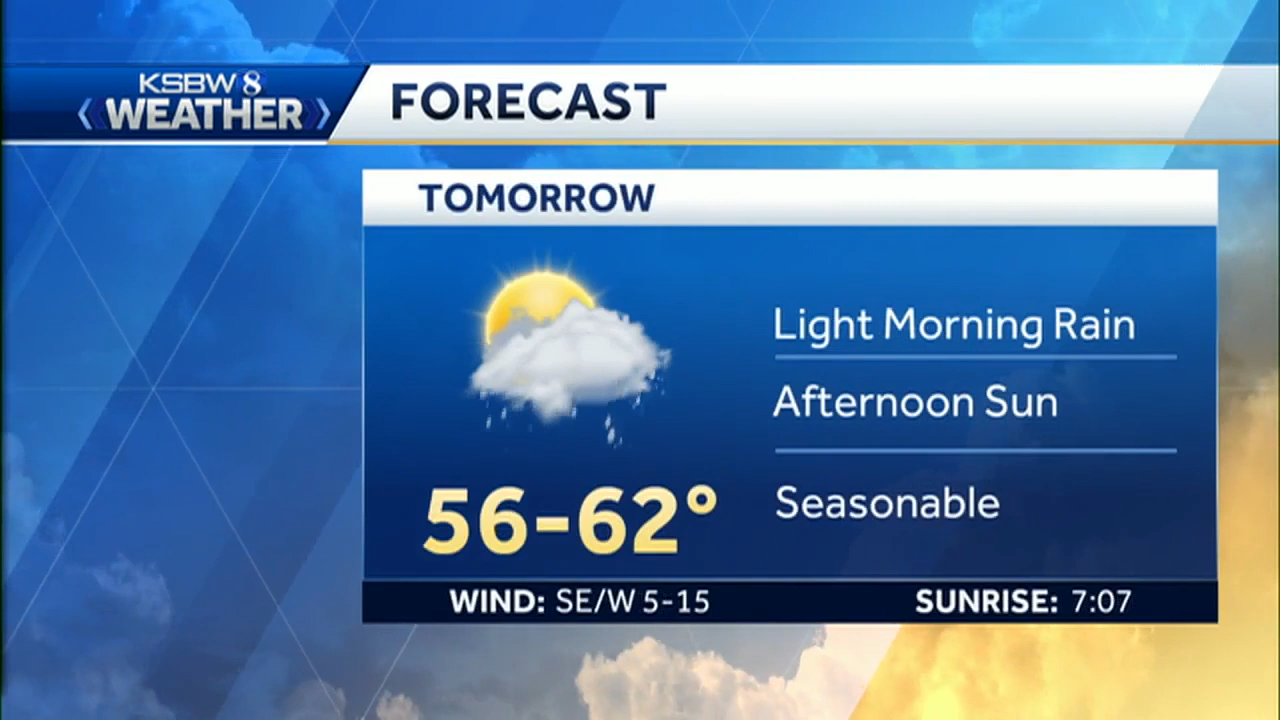 KSBW 8
WEATHER
FORECAST
TOMORROW
Light Morning Rain
Afternoon Sun
Seasonable
56-62°
WIND: SE/W 5-15
SUNRISE: 7:07